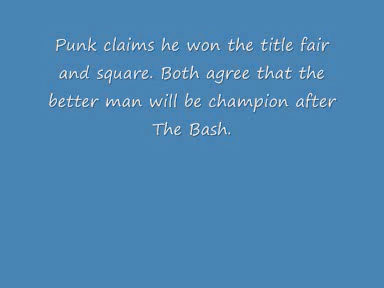 Punk claims he won the title fair
and square. Both agree that the
better man will be champion after
The Bash.